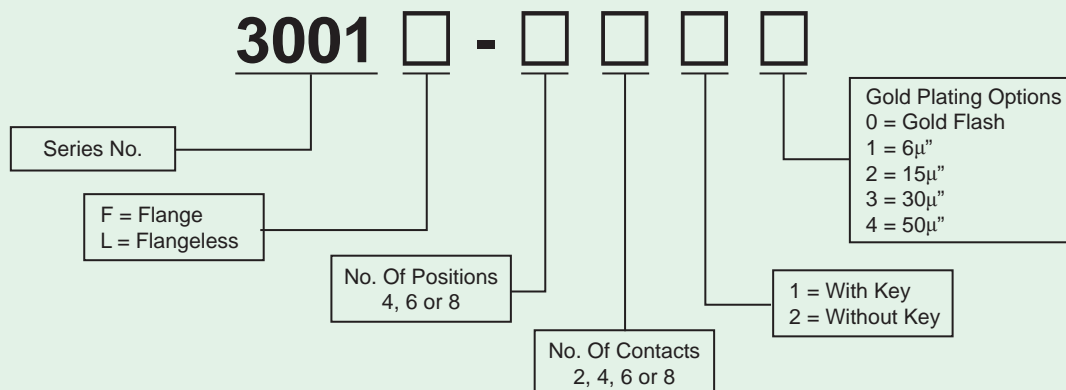 3001 □ - □ □ □ □
Series No.
F = Flange
L = Flangeless
No. Of Positions
4, 6 or 8
No. Of Contacts
2, 4, 6 or 8
1 = With Key
2 = Without Key
Gold Plating Options
0 = Gold Flash
1 = 6µ”
2 = 15µ”
3 = 30µ”
4 = 50µ”